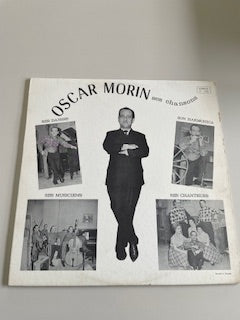 OSCAR MORIN ses chansons
SES DANSES
SON HARMONICA
SES MUSICIENS
SES CHANTEURS